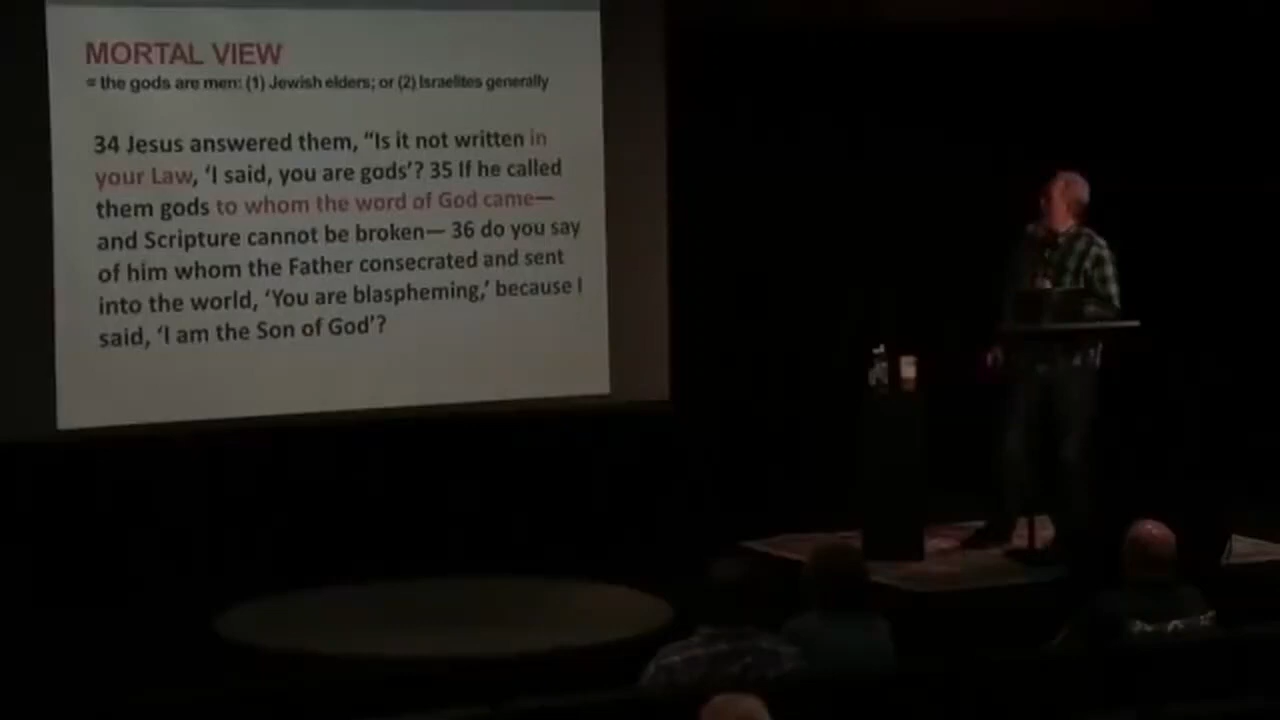 MORTAL VIEW
= the gods are men: (1) Jewish elders; or (2) Israelites generally
34 Jesus answered them, “Is it not written in
your Law, ‘I said, you are gods’? 35 If he called
them gods to whom the word of God came—
and Scripture cannot be broken— 36 do you say
of him whom the Father consecrated and sent
into the world, ‘You are blaspheming,’ because I
said, ‘I am the Son of God’?